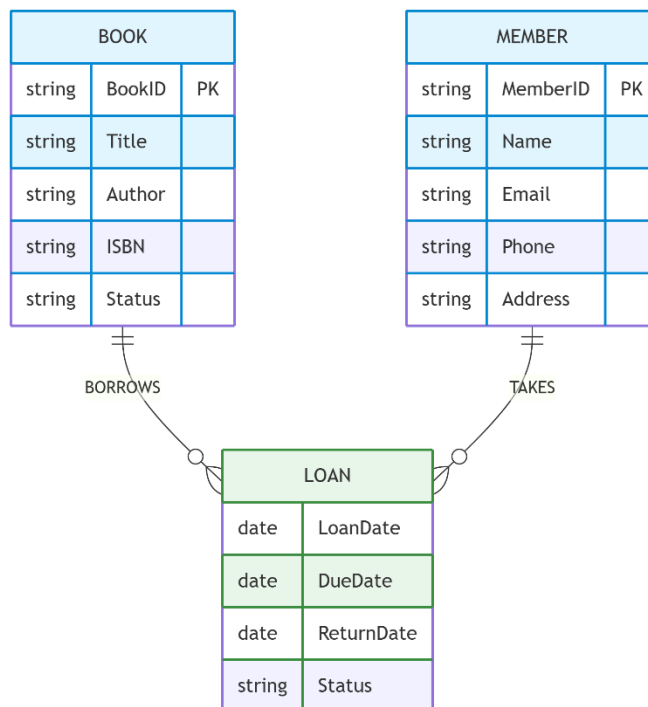 BOOK
string BookID PK
string Title
string Author
string ISBN
string Status
MEMBER
string MemberID PK
string Name
string Email
string Phone
string Address
BORROWS
TAKES
LOAN
date LoanDate
date DueDate
date ReturnDate
string Status